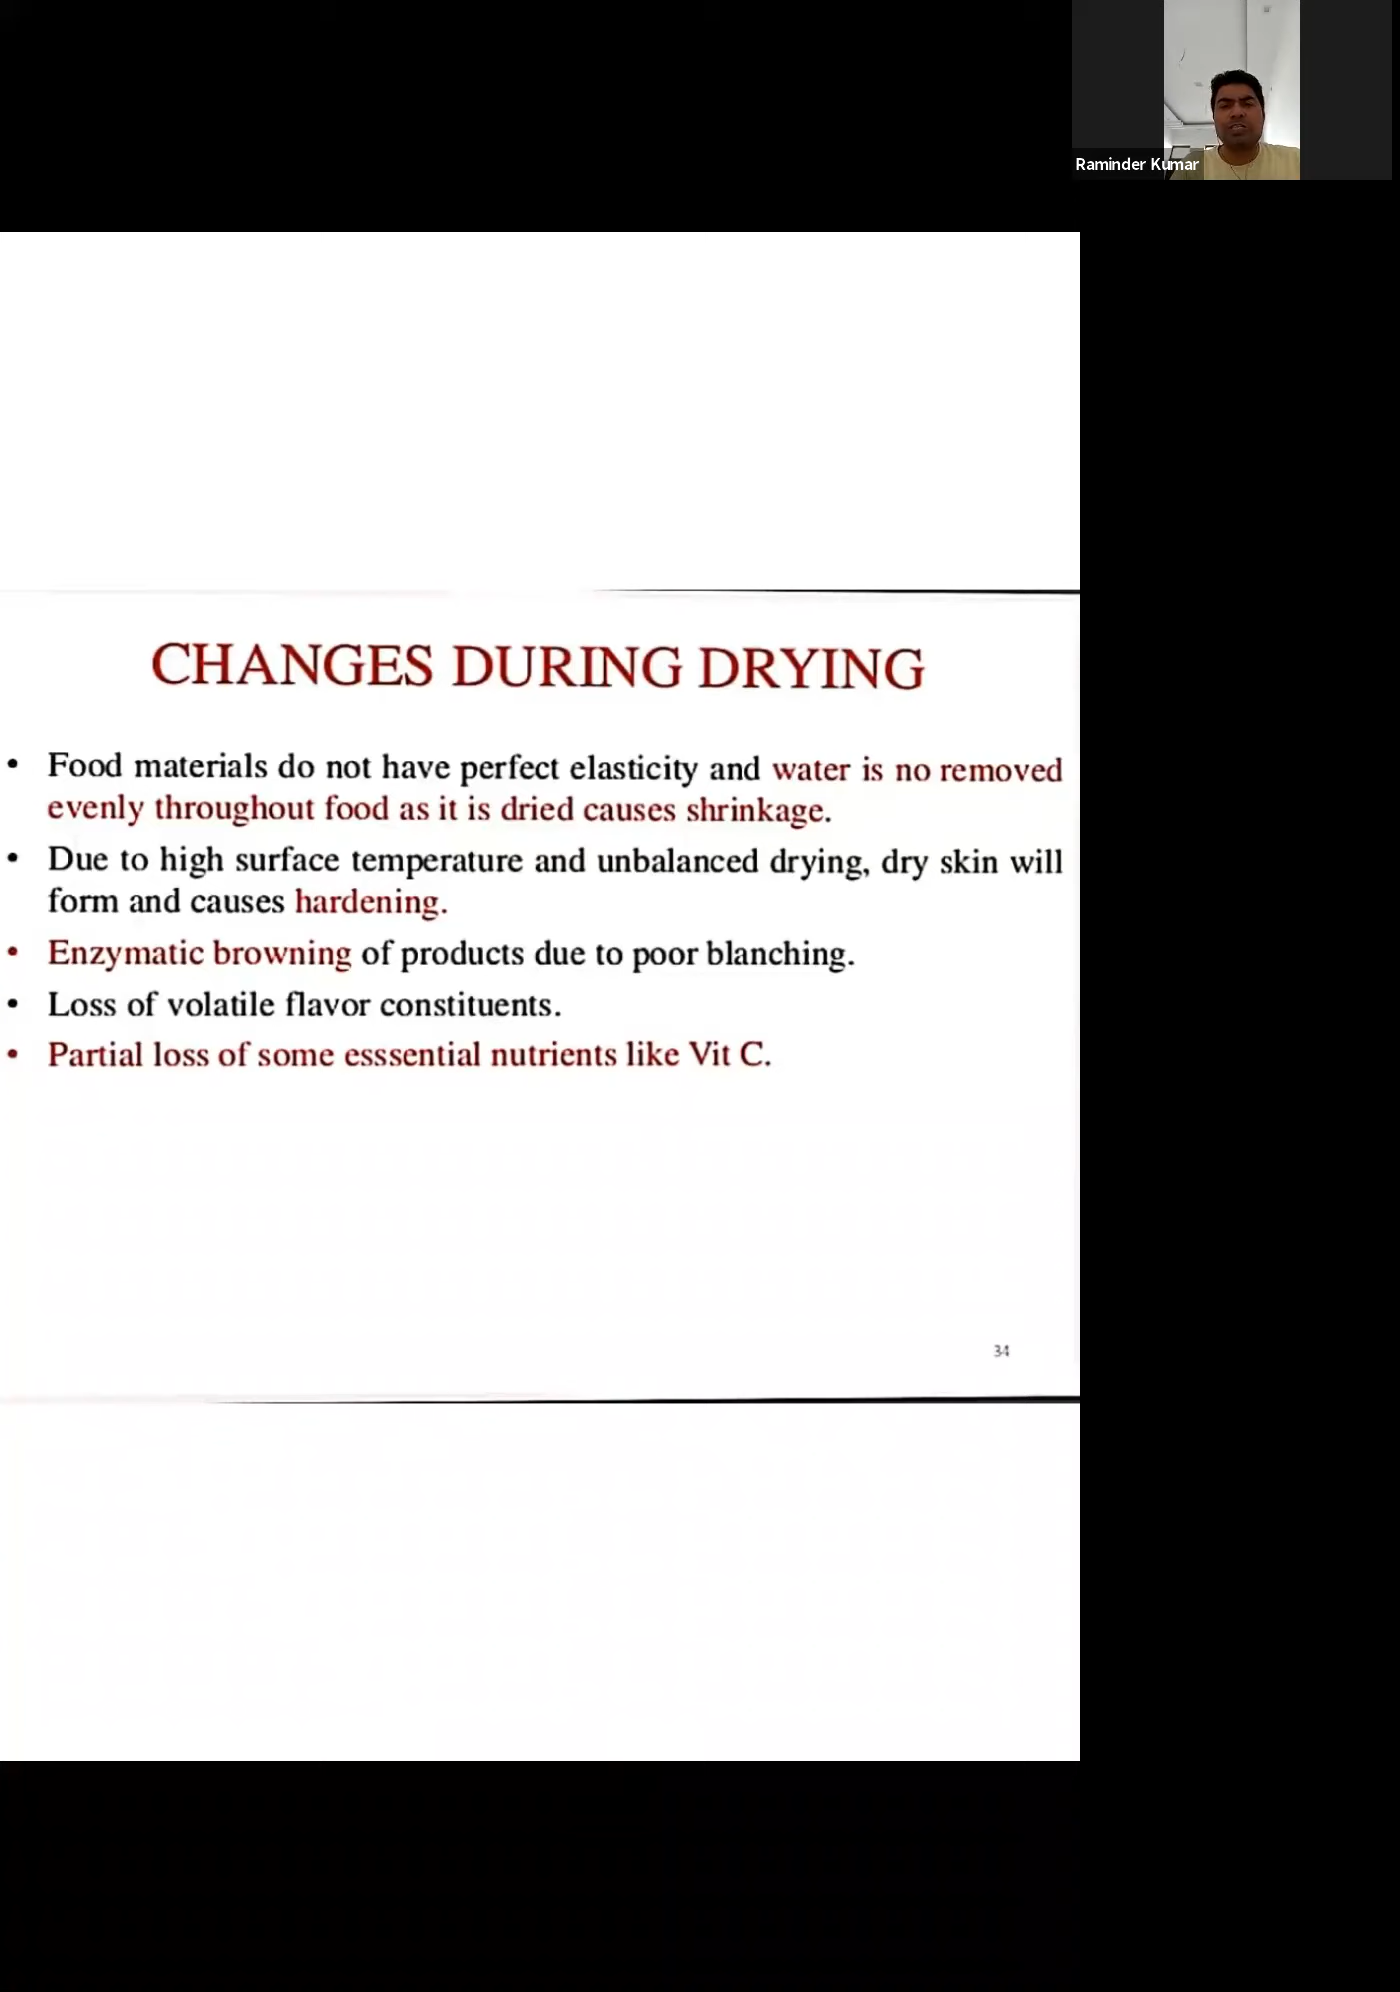 Raminder Kumar
CHANGES DURING DRYING
• Food materials do not have perfect elasticity and water is no removed
evenly throughout food as it is dried causes shrinkage.
• Due to high surface temperature and unbalanced drying, dry skin will
form and causes hardening.
• Enzymatic browning of products due to poor blanching.
• Loss of volatile flavor constituents.
• Partial loss of some esssential nutrients like Vit C.
34